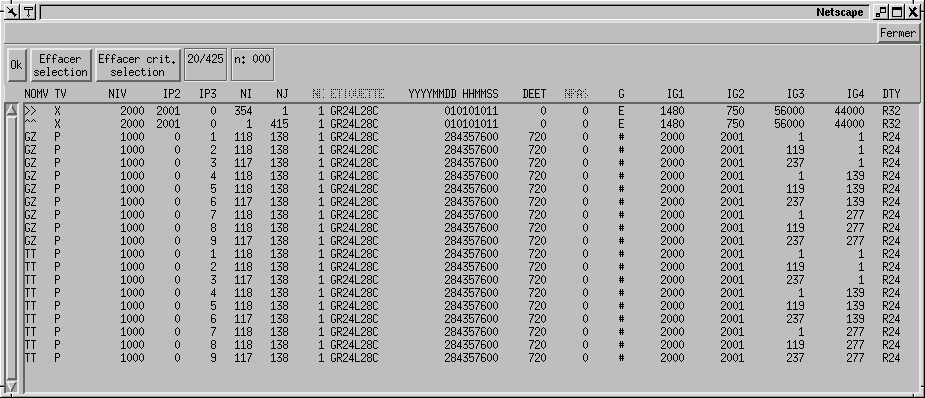 Netscape
Fermer
Ok Effacer selection Effacer crit. selection 20/425 n: 000
NOMV TV NIV IP2 IP3 NI NJ NK ETIQUETTE YYYYMMDD HHMMSS DEET NPAS G IG1 IG2 IG3 IG4 DTY
>> X 2000 2001 0 354 1 1 GR24L28C 010101011 0 0 E 1480 750 56000 44000 R32
^^ X 2000 2001 0 1 415 1 GR24L28C 010101011 0 0 E 1480 750 56000 44000 R32
GZ P 1000 0 1 118 138 1 GR24L28C 284357600 720 0 # 2000 2001 1 1 R24
GZ P 1000 0 2 118 138 1 GR24L28C 284357600 720 0 # 2000 2001 119 1 R24
GZ P 1000 0 3 117 138 1 GR24L28C 284357600 720 0 # 2000 2001 237 1 R24
GZ P 1000 0 4 118 138 1 GR24L28C 284357600 720 0 # 2000 2001 1 139 R24
GZ P 1000 0 5 118 138 1 GR24L28C 284357600 720 0 # 2000 2001 119 139 R24
GZ P 1000 0 6 117 138 1 GR24L28C 284357600 720 0 # 2000 2001 237 139 R24
GZ P 1000 0 7 118 138 1 GR24L28C 284357600 720 0 # 2000 2001 1 277 R24
GZ P 1000 0 8 118 138 1 GR24L28C 284357600 720 0 # 2000 2001 119 277 R24
GZ P 1000 0 9 117 138 1 GR24L28C 284357600 720 0 # 2000 2001 237 277 R24
TT P 1000 0 1 118 138 1 GR24L28C 284357600 720 0 # 2000 2001 1 1 R24
TT P 1000 0 2 118 138 1 GR24L28C 284357600 720 0 # 2000 2001 119 1 R24
TT P 1000 0 3 117 138 1 GR24L28C 284357600 720 0 # 2000 2001 237 1 R24
TT P 1000 0 4 118 138 1 GR24L28C 284357600 720 0 # 2000 2001 1 139 R24
TT P 1000 0 5 118 138 1 GR24L28C 284357600 720 0 # 2000 2001 119 139 R24
TT P 1000 0 6 117 138 1 GR24L28C 284357600 720 0 # 2000 2001 237 139 R24
TT P 1000 0 7 118 138 1 GR24L28C 284357600 720 0 # 2000 2001 1 277 R24
TT P 1000 0 8 118 138 1 GR24L28C 284357600 720 0 # 2000 2001 119 277 R24
TT P 1000 0 9 117 138 1 GR24L28C 284357600 720 0 # 2000 2001 237 277 R24